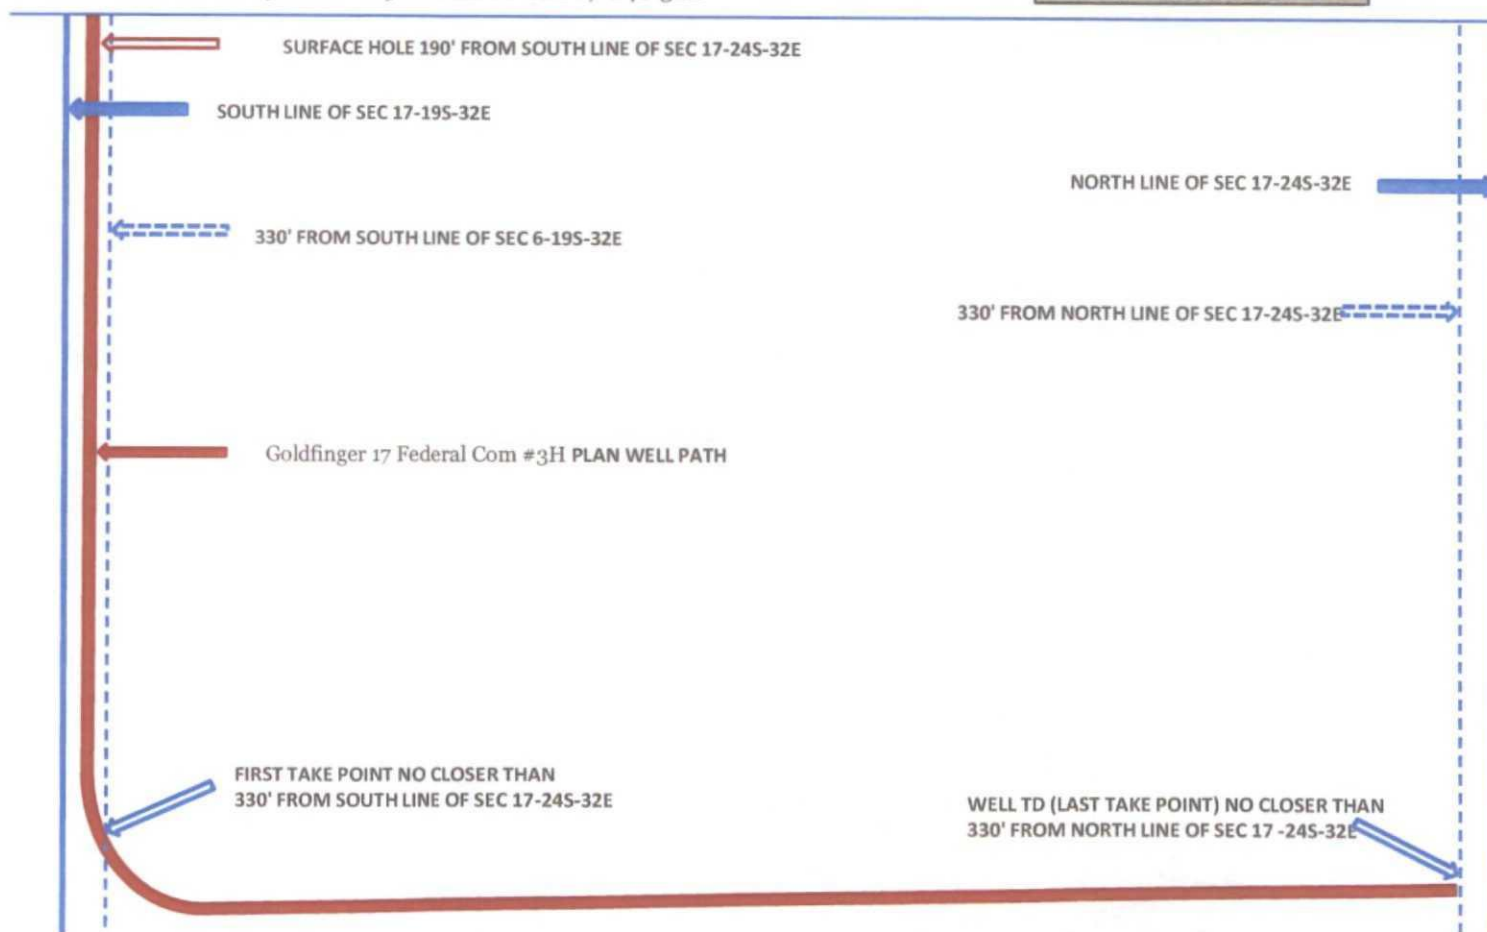 SURFACE HOLE 190' FROM SOUTH LINE OF SEC 17-24S-32E
SOUTH LINE OF SEC 17-19S-32E
NORTH LINE OF SEC 17-24S-32E
330' FROM SOUTH LINE OF SEC 6-19S-32E
330' FROM NORTH LINE OF SEC 17-24S-32E
Goldfinger 17 Federal Com #3H PLAN WELL PATH
FIRST TAKE POINT NO CLOSER THAN
330' FROM SOUTH LINE OF SEC 17-24S-32E
WELL TD (LAST TAKE POINT) NO CLOSER THAN
330' FROM NORTH LINE OF SEC 17 -24S-32E